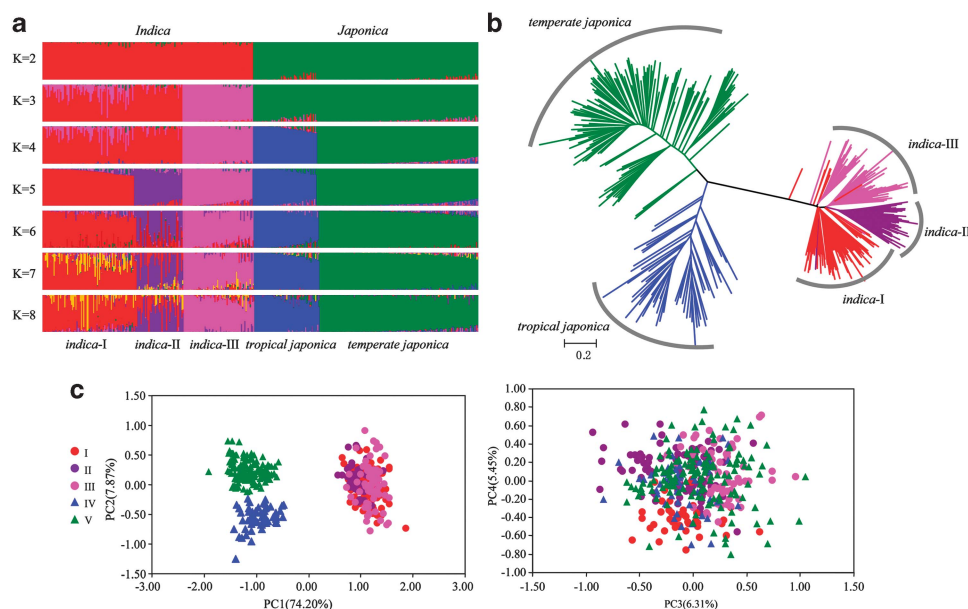 a
Indica Japonica
K=2
K=3
K=4
K=5
K=6
K=7
K=8
indica-I indica-II indica-III tropical japonica temperate japonica
b
temperate japonica
indica-III
indica-II
indica-I
tropical japonica
0.2
c
I
II
III
IV
V
1.50
1.00
0.50
0.00
-0.50
-1.00
-1.50
PC2(7.87%)
-3.00 -2.00 -1.00 0.00 1.00 2.00 3.00
PC1(74.20%)
1.00
0.80
0.60
0.40
0.20
0.00
-0.20
-0.40
-0.60
-0.80
-1.00
PC4(5.45%)
-1.50 -1.00 -0.50 0.00 0.50 1.00 1.50
PC3(6.31%)